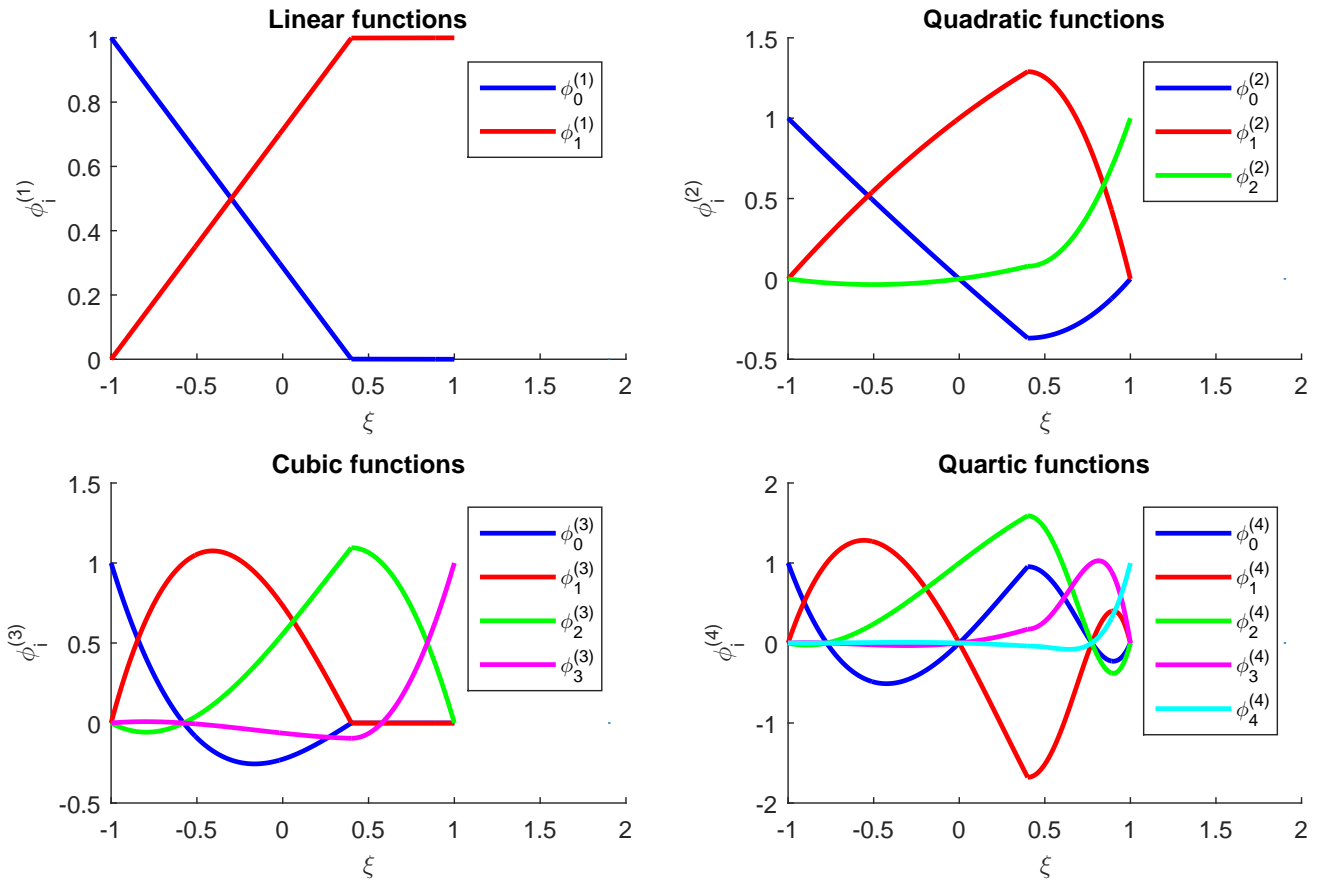 Linear functions
ϕ_i^(1)
1
0.8
0.6
0.4
0.2
0
-1 -0.5 0 0.5 1 1.5 2
ξ
ϕ_0^(1)
ϕ_1^(1)
Quadratic functions
ϕ_i^(2)
1.5
1
0.5
0
-0.5
-1 -0.5 0 0.5 1 1.5 2
ξ
ϕ_0^(2)
ϕ_1^(2)
ϕ_2^(2)
Cubic functions
ϕ_i^(3)
1.5
1
0.5
0
-0.5
-1 -0.5 0 0.5 1 1.5 2
ξ
ϕ_0^(3)
ϕ_1^(3)
ϕ_2^(3)
ϕ_3^(3)
Quartic functions
ϕ_i^(4)
2
1
0
-1
-2
-1 -0.5 0 0.5 1 1.5 2
ξ
ϕ_0^(4)
ϕ_1^(4)
ϕ_2^(4)
ϕ_3^(4)
ϕ_4^(4)